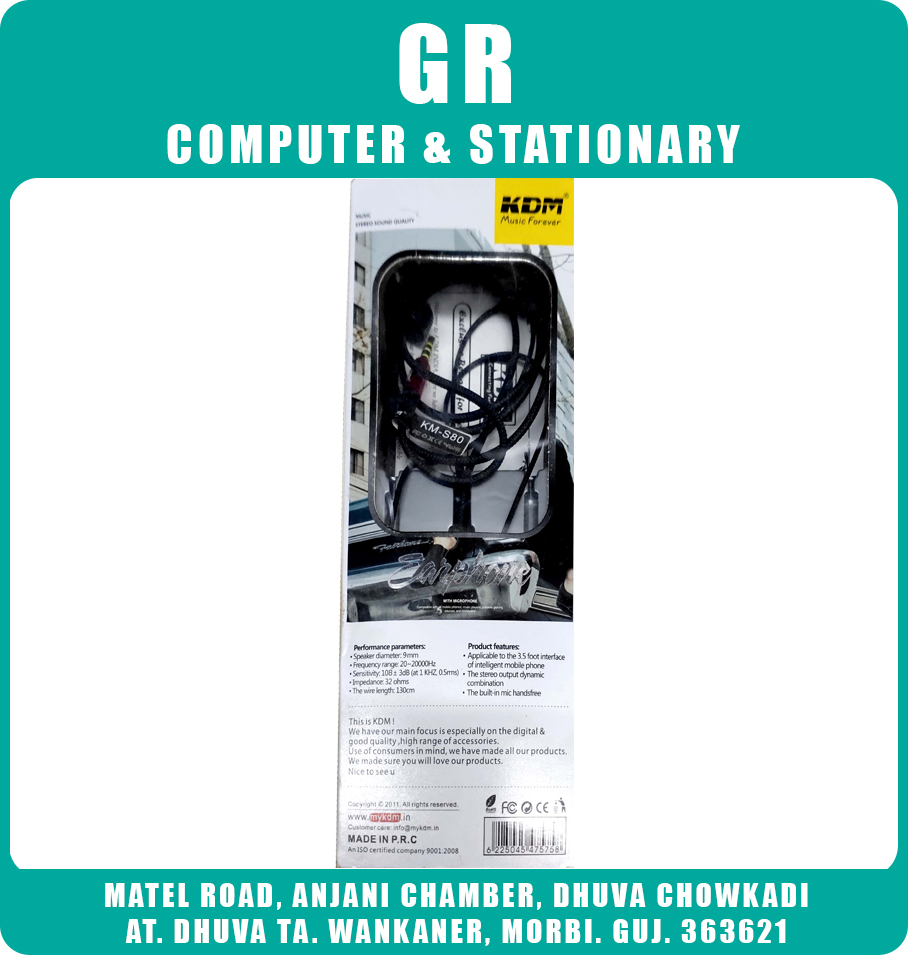 GR
COMPUTER & STATIONARY
MUSIC
STEREO SOUND QUALITY
KDM®
Music Forever
KM-S80
Earphone
WITH MICROPHONE
Performance parameters:
• Speaker diameter: 9mm
• Frequency range: 20~20000Hz
• Sensitivity: 108 ± 3dB (at 1 KHZ, 0.5rms)
• Impedance: 32 ohms
• The wire length: 130cm
Product features:
• Applicable to the 3.5 foot interface
of intelligent mobile phone
• The stereo output dynamic
combination
• The built-in mic handsfree
This is KDM !
We have our main focus is especially on the digital &
good quality ,high range of accessories.
Use of consumers in mind, we have made all our products.
We made sure you will love our products.
Nice to see u
Copyright © 2011. All rights reserved.
www.mykdm.in
Customer care: info@mykdm.in
MADE IN P.R.C
An ISO certified company 9001:2008
RoHS FC CE
6 225045 475768
MATEL ROAD, ANJANI CHAMBER, DHUVA CHOWKADI
AT. DHUVA TA. WANKANER, MORBI. GUJ. 363621